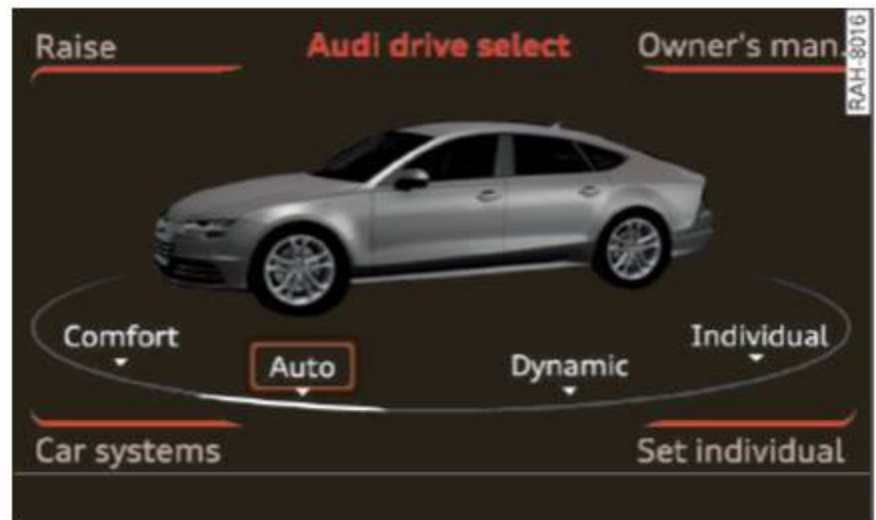 Raise
Audi drive select
Owner's man.
RAH-8016
Comfort
Auto
Dynamic
Individual
Car systems
Set individual